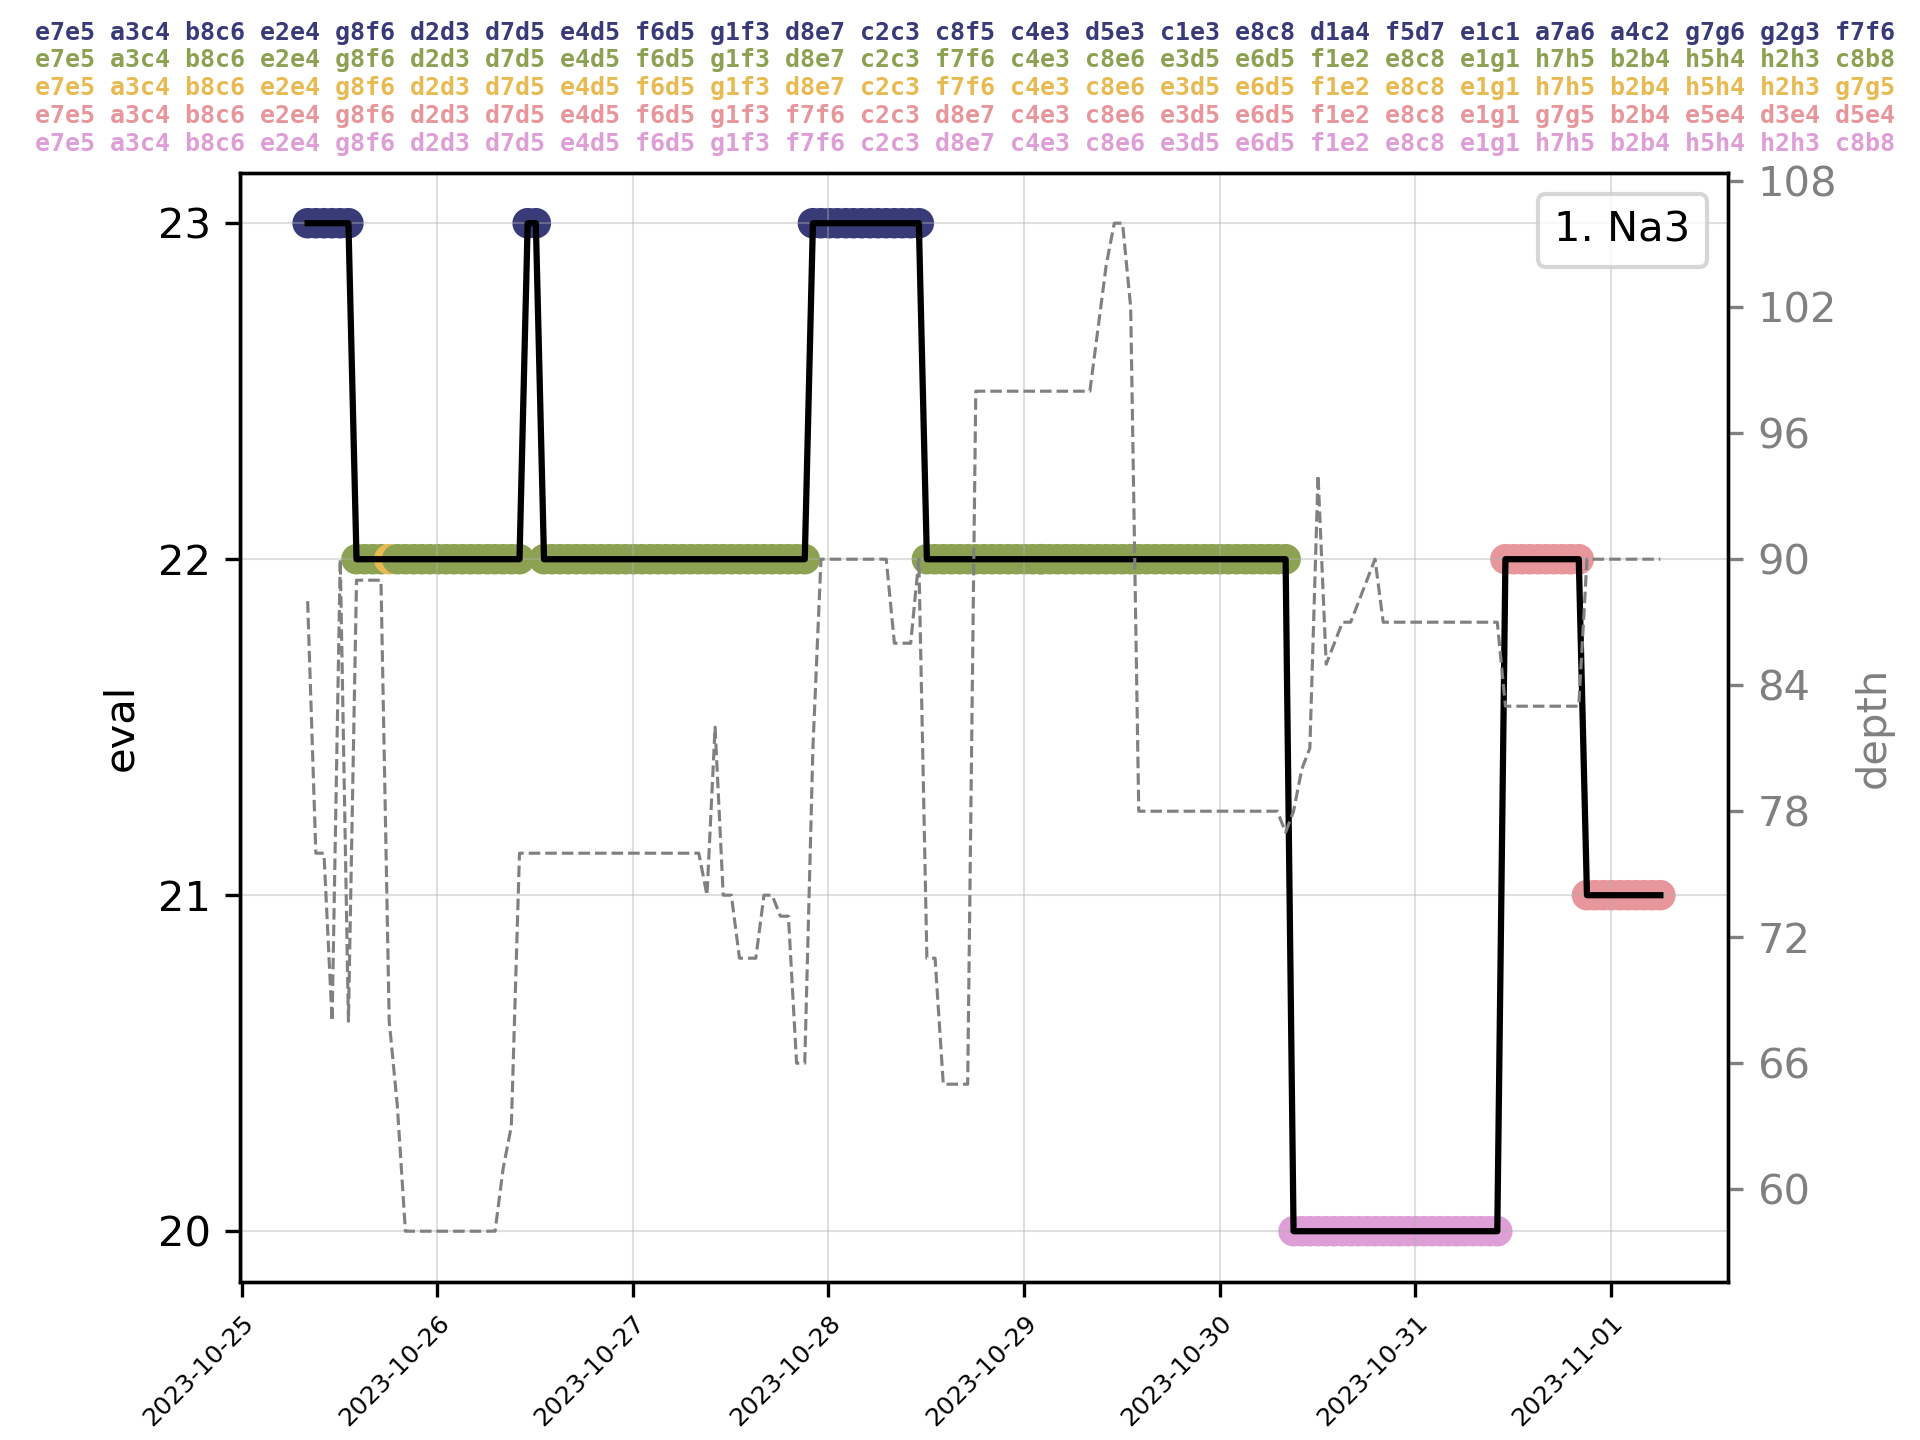 e7e5 a3c4 b8c6 e2e4 g8f6 d2d3 d7d5 e4d5 f6d5 g1f3 d8e7 c2c3 c8f5 c4e3 d5e3 c1e3 e8c8 d1a4 f5d7 e1c1 a7a6 a4c2 g7g6 g2g3 f7f6
e7e5 a3c4 b8c6 e2e4 g8f6 d2d3 d7d5 e4d5 f6d5 g1f3 d8e7 c2c3 f7f6 c4e3 c8e6 e3d5 e6d5 f1e2 e8c8 e1g1 h7h5 b2b4 h5h4 h2h3 c8b8
e7e5 a3c4 b8c6 e2e4 g8f6 d2d3 d7d5 e4d5 f6d5 g1f3 d8e7 c2c3 f7f6 c4e3 c8e6 e3d5 e6d5 f1e2 e8c8 e1g1 h7h5 b2b4 h5h4 h2h3 g7g5
e7e5 a3c4 b8c6 e2e4 g8f6 d2d3 d7d5 e4d5 f6d5 g1f3 f7f6 c2c3 d8e7 c4e3 c8e6 e3d5 e6d5 f1e2 e8c8 e1g1 g7g5 b2b4 e5e4 d3e4 d5e4
e7e5 a3c4 b8c6 e2e4 g8f6 d2d3 d7d5 e4d5 f6d5 g1f3 f7f6 c2c3 d8e7 c4e3 c8e6 e3d5 e6d5 f1e2 e8c8 e1g1 h7h5 b2b4 h5h4 h2h3 c8b8
1. Na3
23
22
21
20
eval
108
102
96
90
84
78
72
66
60
depth
2023-10-25
2023-10-26
2023-10-27
2023-10-28
2023-10-29
2023-10-30
2023-10-31
2023-11-01